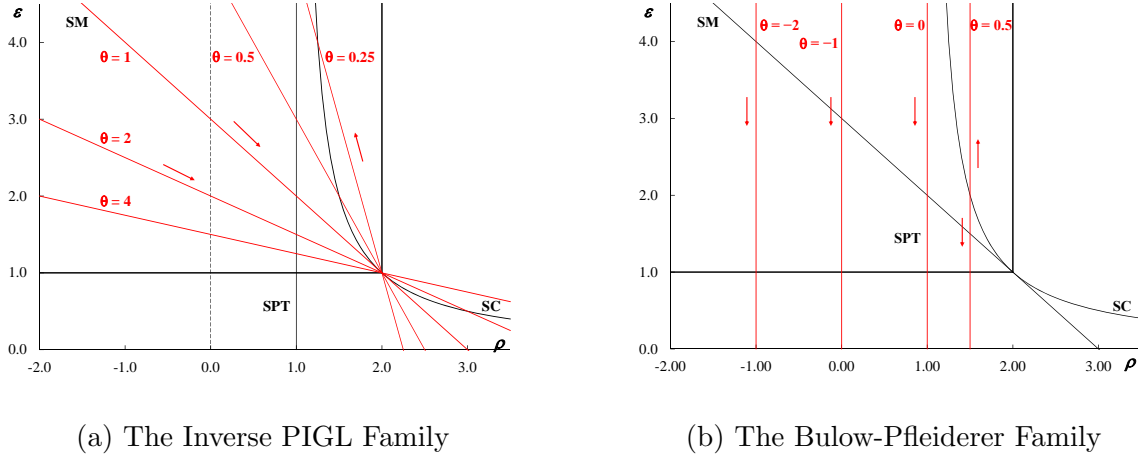 ε
4.0
3.0
2.0
1.0
0.0
-2.0 -1.0 0.0 1.0 2.0 3.0
ρ
SM
θ = 1
θ = 0.5
θ = 0.25
θ = 2
θ = 4
SPT
SC
(a) The Inverse PIGL Family
ε
4.0
3.0
2.0
1.0
0.0
-2.00 -1.00 0.00 1.00 2.00 3.00
ρ
SM
θ = −2
θ = −1
θ = 0
θ = 0.5
SPT
SC
(b) The Bulow-Pfleiderer Family